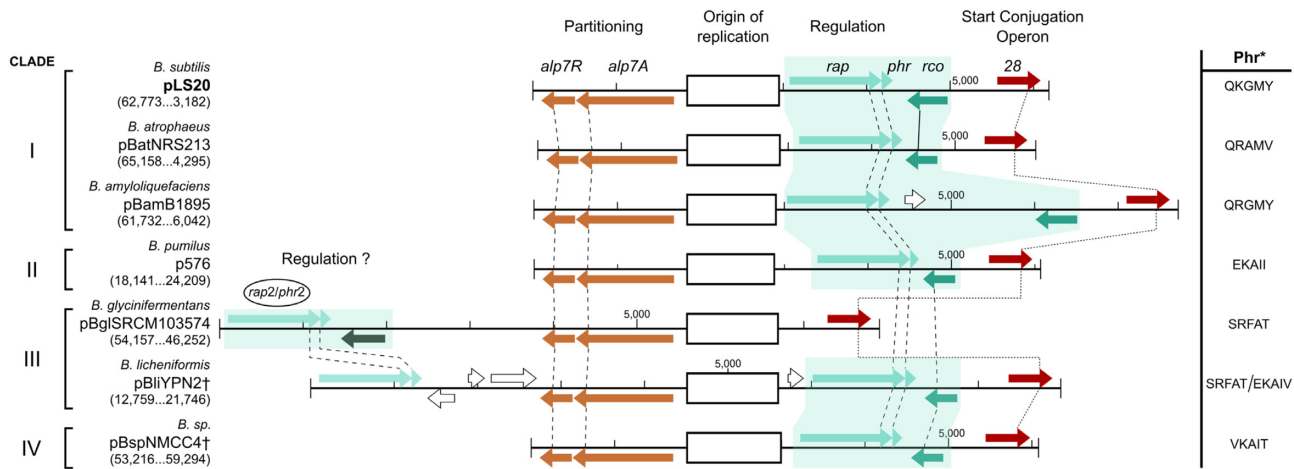 Partitioning
Origin of replication
Regulation
Start Conjugation Operon
CLADE
Phr*
alp7R alp7A rap phr rco 28
I
B. subtilis
pLS20
(62,773...3,182)
5,000
QKGMY
B. atrophaeus
pBatNRS213
(65,158...4,295)
5,000
QRAMV
B. amyloliquefaciens
pBamB1895
(61,732...6,042)
5,000
QRGMY
II
B. pumilus
p576
(18,141...24,209)
5,000
EKAII
Regulation ?
rap2/phr2
III
B. glycinifermentans
pBglSRCM103574
(54,157...46,252)
5,000
SRFAT
B. licheniformis
pBliYPN2†
(12,759...21,746)
5,000
SRFAT/EKAIV
IV
B. sp.
pBspNMCC4†
(53,216...59,294)
5,000
VKAIT